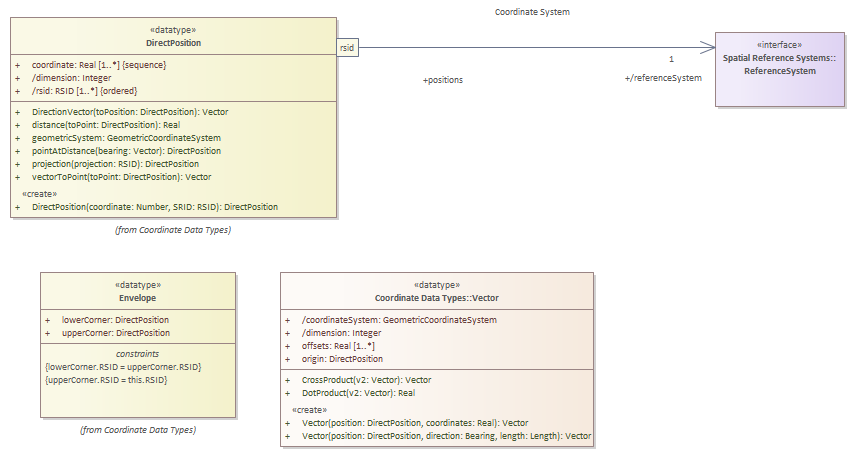 Coordinate System
«datatype»
DirectPosition
+ coordinate: Real [1..*] {sequence}
+ /dimension: Integer
+ /rsid: RSID [1..*] {ordered}
+ DirectionVector(toPosition: DirectPosition): Vector
+ distance(toPoint: DirectPosition): Real
+ geometricSystem: GeometricCoordinateSystem
+ pointAtDistance(bearing: Vector): DirectPosition
+ projection(projection: RSID): DirectPosition
+ vectorToPoint(toPoint: DirectPosition): Vector
«create»
+ DirectPosition(coordinate: Number, SRID: RSID): DirectPosition
(from Coordinate Data Types)
rsid
+positions
1
+/referenceSystem
«interface»
Spatial Reference Systems::
ReferenceSystem
«datatype»
Envelope
+ lowerCorner: DirectPosition
+ upperCorner: DirectPosition
constraints
{lowerCorner.RSID = upperCorner.RSID}
{upperCorner.RSID = this.RSID}
(from Coordinate Data Types)
«datatype»
Coordinate Data Types::Vector
+ /coordinateSystem: GeometricCoordinateSystem
+ /dimension: Integer
+ offsets: Real [1..*]
+ origin: DirectPosition
+ CrossProduct(v2: Vector): Vector
+ DotProduct(v2: Vector): Real
«create»
+ Vector(position: DirectPosition, coordinates: Real): Vector
+ Vector(position: DirectPosition, direction: Bearing, length: Length): Vector